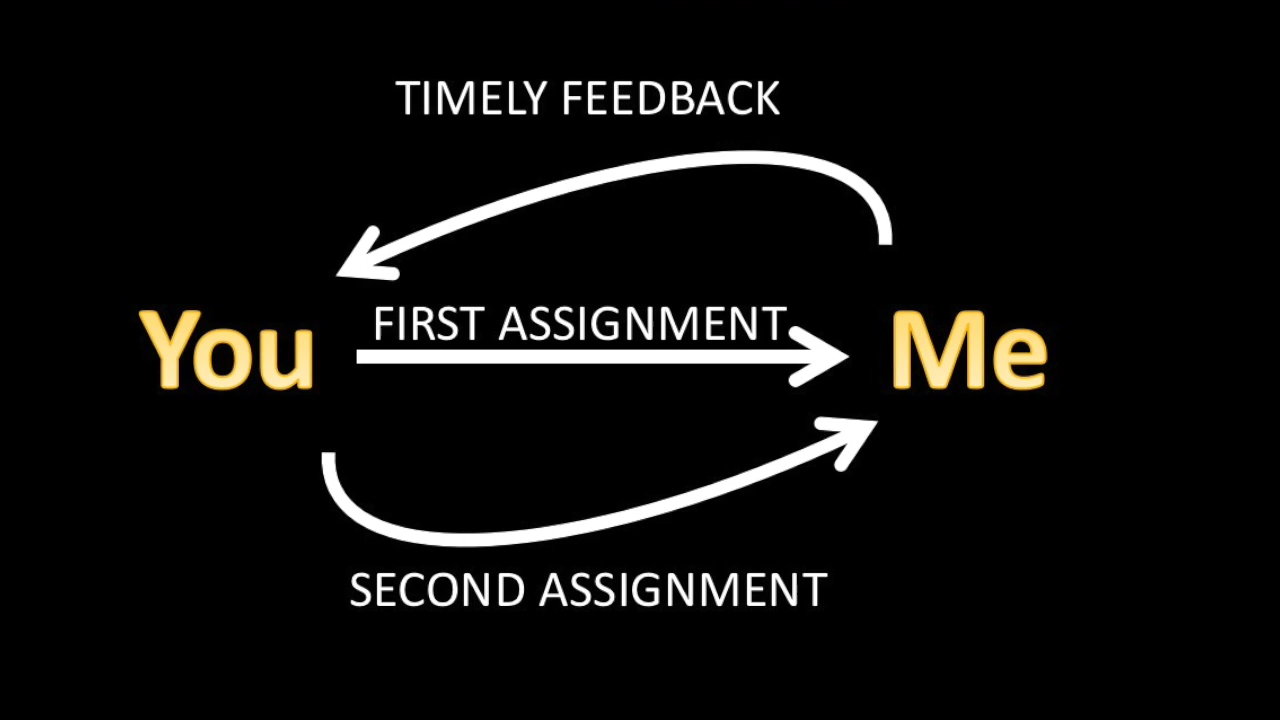 TIMELY FEEDBACK
FIRST ASSIGNMENT
You
Me
SECOND ASSIGNMENT